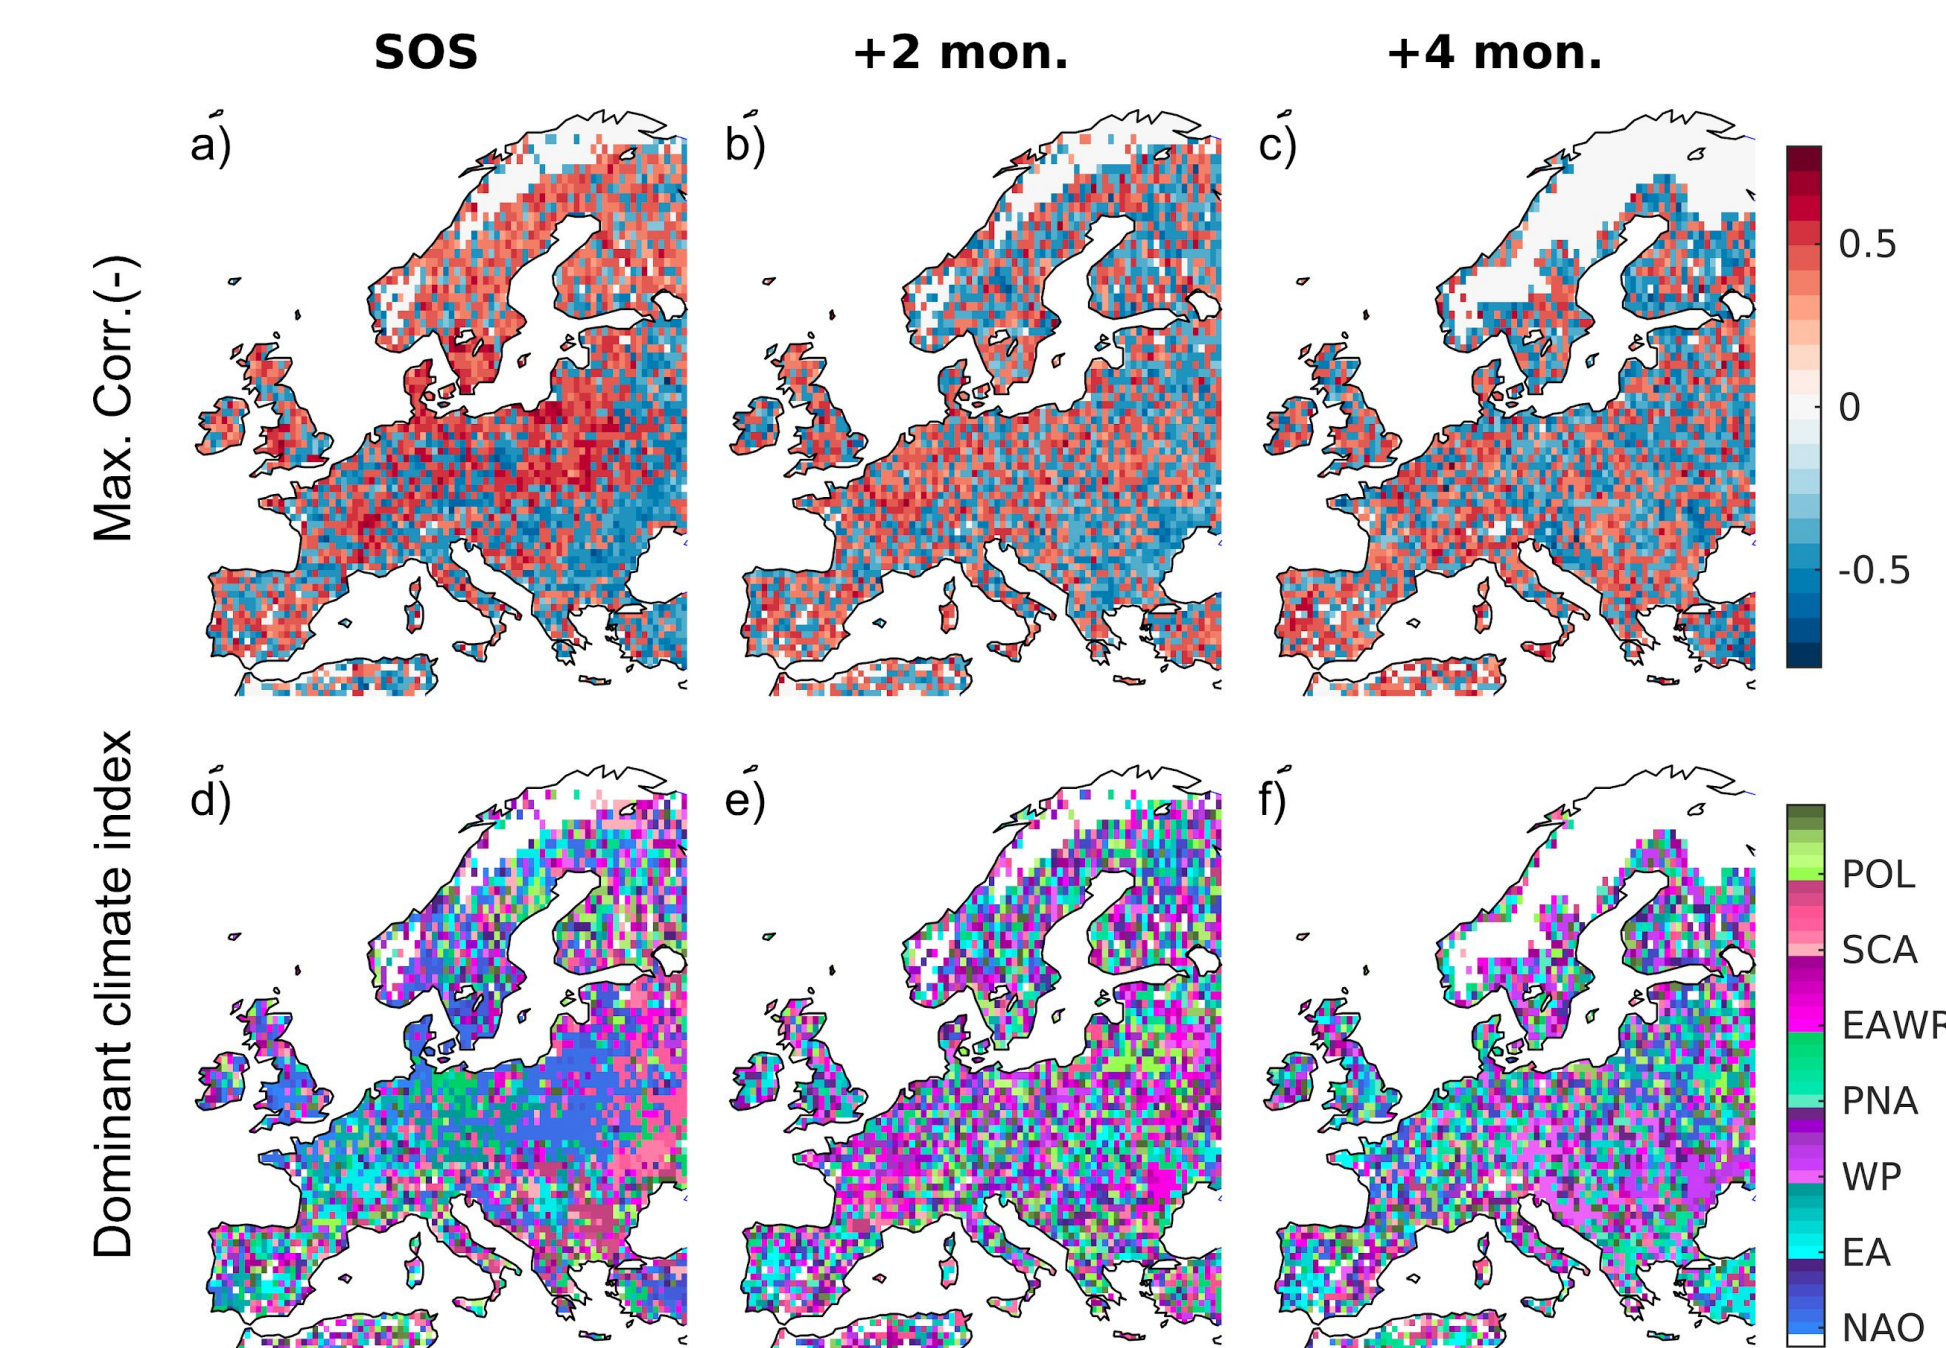 SOS +2 mon. +4 mon.
a) b) c)
Max. Corr.(-)
0.5
0
-0.5
d) e) f)
Dominant climate index
POL
SCA
EAWR
PNA
WP
EA
NAO